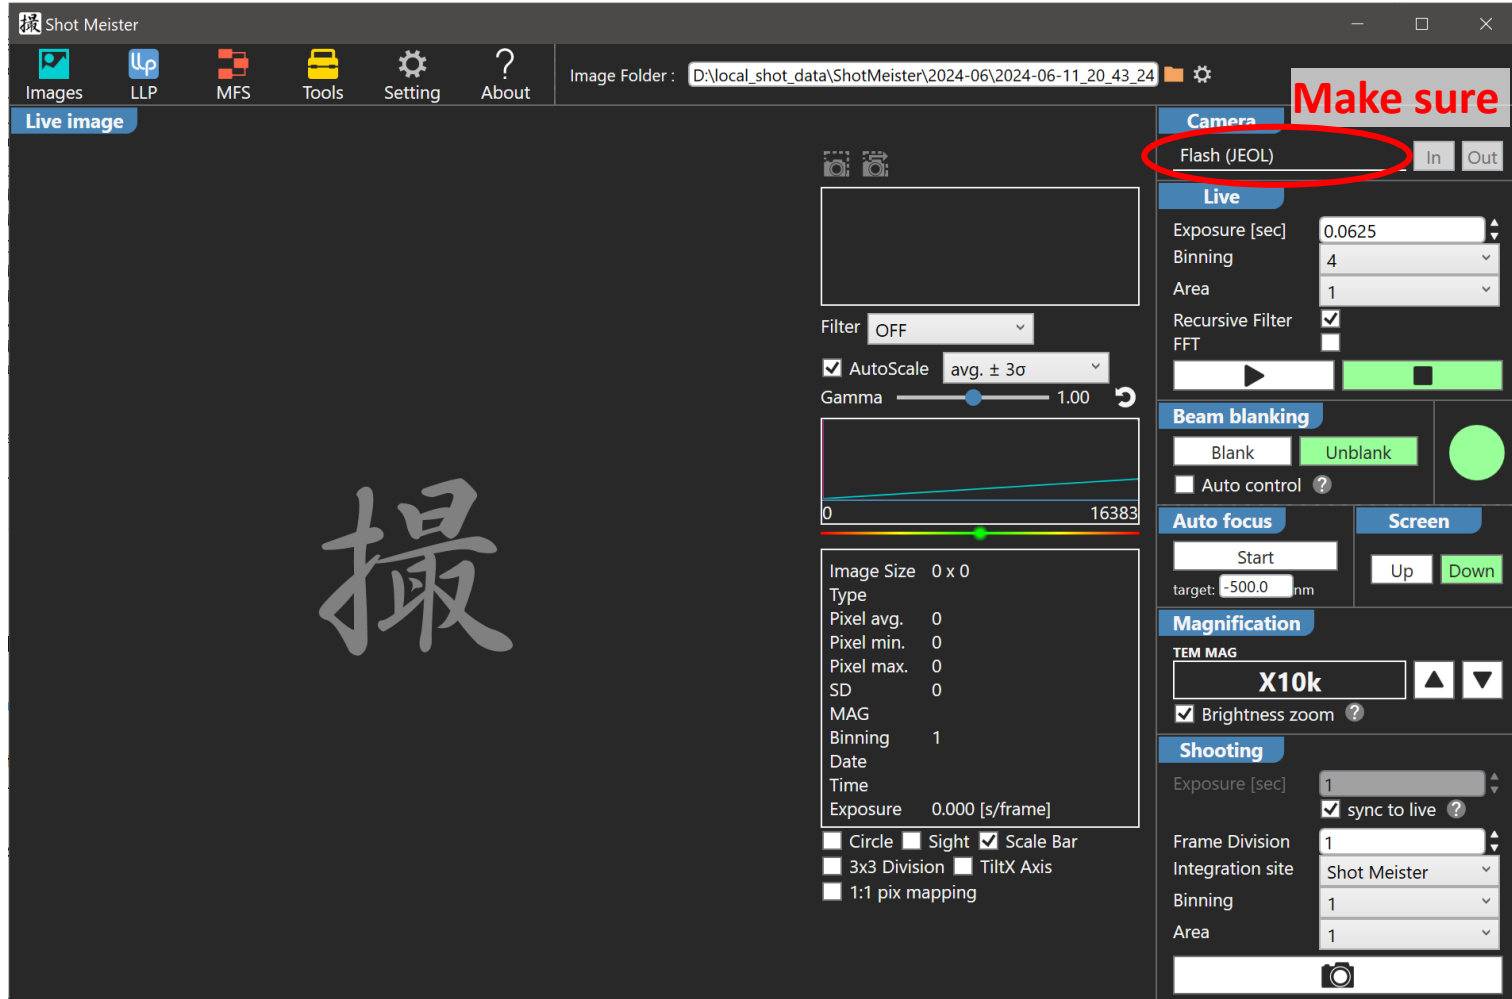 撮 Shot Meister
Images LLP MFS Tools Setting About
Image Folder : D:\local_shot_data\ShotMeister\2024-06\2024-06-11_20_43_24
Make sure
Live image
撮
Filter OFF
AutoScale avg. ± 3σ
Gamma 1.00
0 16383
Image Size 0 x 0
Type
Pixel avg. 0
Pixel min. 0
Pixel max. 0
SD 0
MAG
Binning 1
Date
Time
Exposure 0.000 [s/frame]
Circle Sight Scale Bar
3x3 Division TiltX Axis
1:1 pix mapping
Camera
Flash (JEOL) In Out
Live
Exposure [sec] 0.0625
Binning 4
Area 1
Recursive Filter
FFT
Beam blanking
Blank Unblank
Auto control ?
Auto focus
Start
target: -500.0 nm
Screen
Up Down
Magnification
TEM MAG
X10k
Brightness zoom ?
Shooting
Exposure [sec] 1
sync to live ?
Frame Division 1
Integration site Shot Meister
Binning 1
Area 1